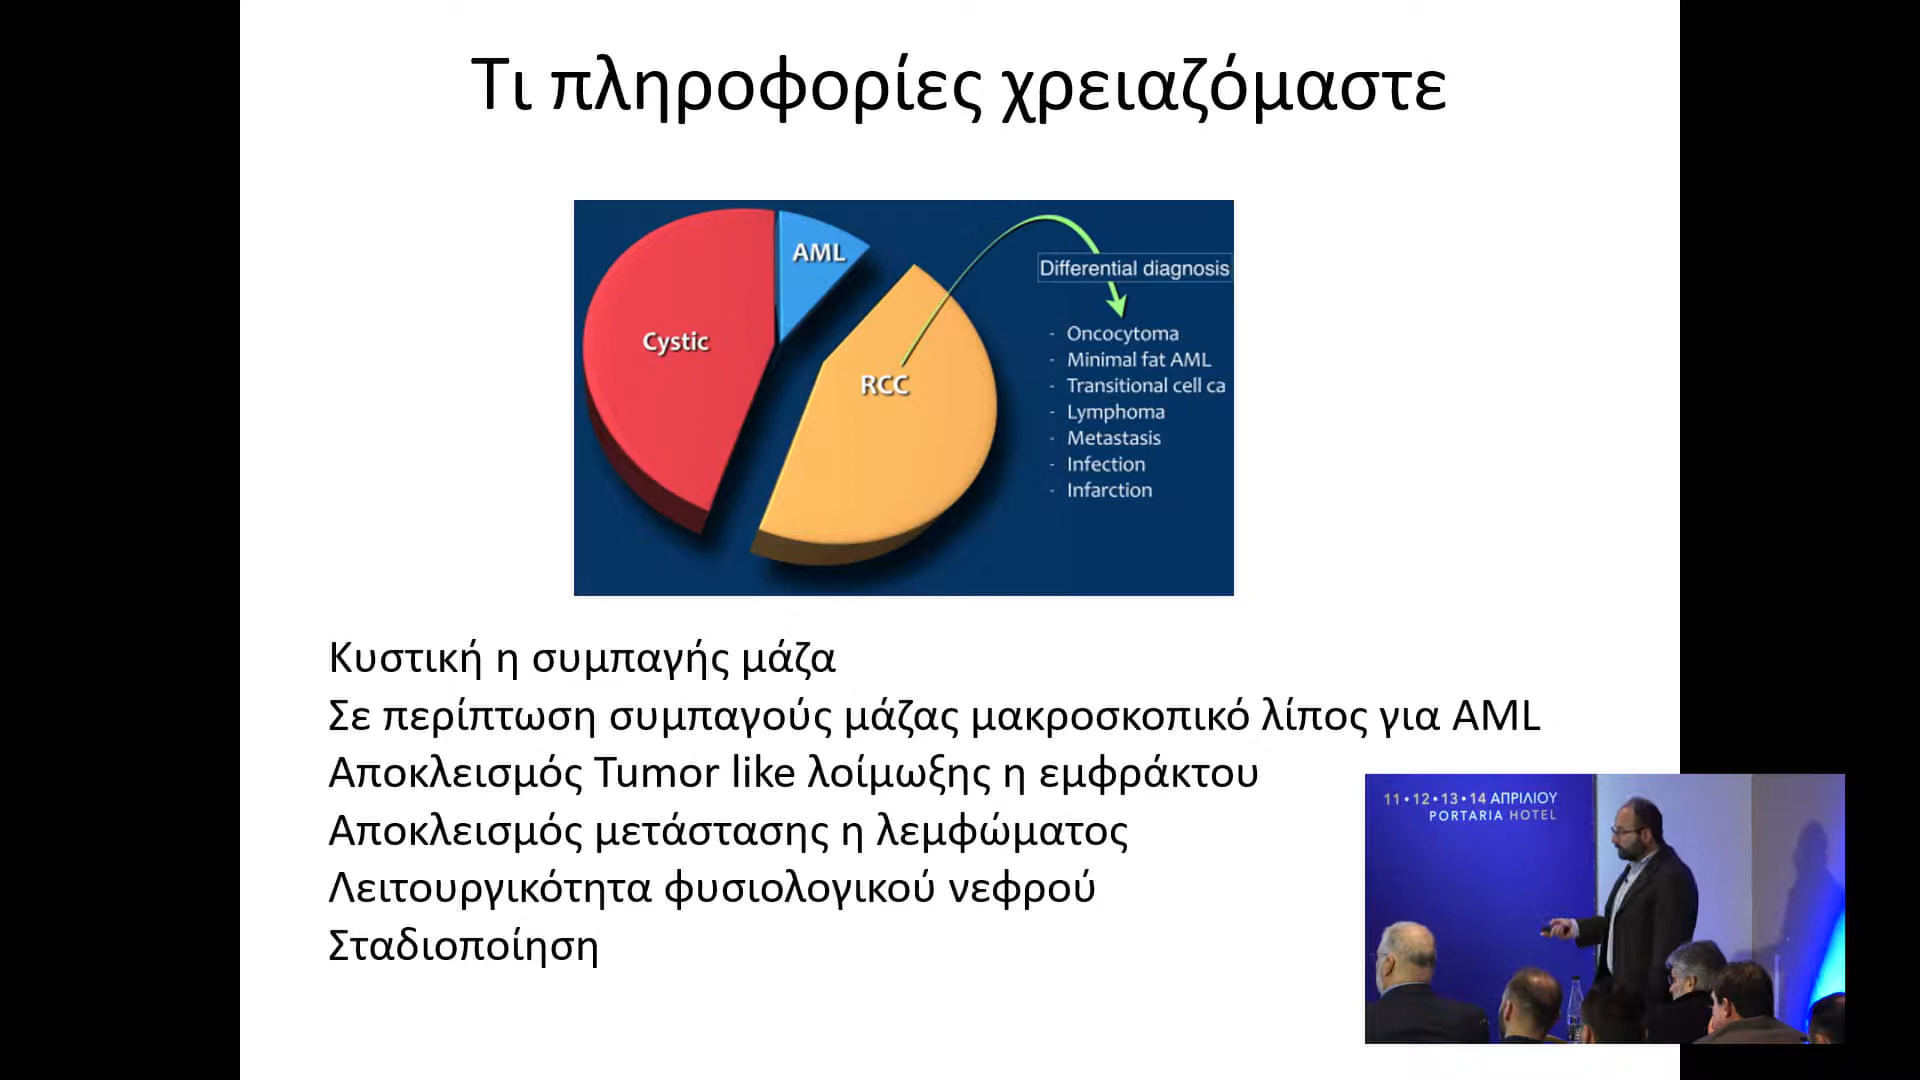 Τι πληροφορίες χρειαζόμαστε
Cystic
AML
RCC
Differential diagnosis
- Oncocytoma
- Minimal fat AML
- Transitional cell ca
- Lymphoma
- Metastasis
- Infection
- Infarction
Κυστική η συμπαγής μάζα
Σε περίπτωση συμπαγούς μάζας μακροσκοπικό λίπος για AML
Αποκλεισμός Tumor like λοίμωξης η εμφράκτου
Αποκλεισμός μετάστασης η λεμφώματος
Λειτουργικότητα φυσιολογικού νεφρού
Σταδιοποίηση
11•12•13•14 ΑΠΡΙΛΙΟΥ
PORTARIA HOTEL